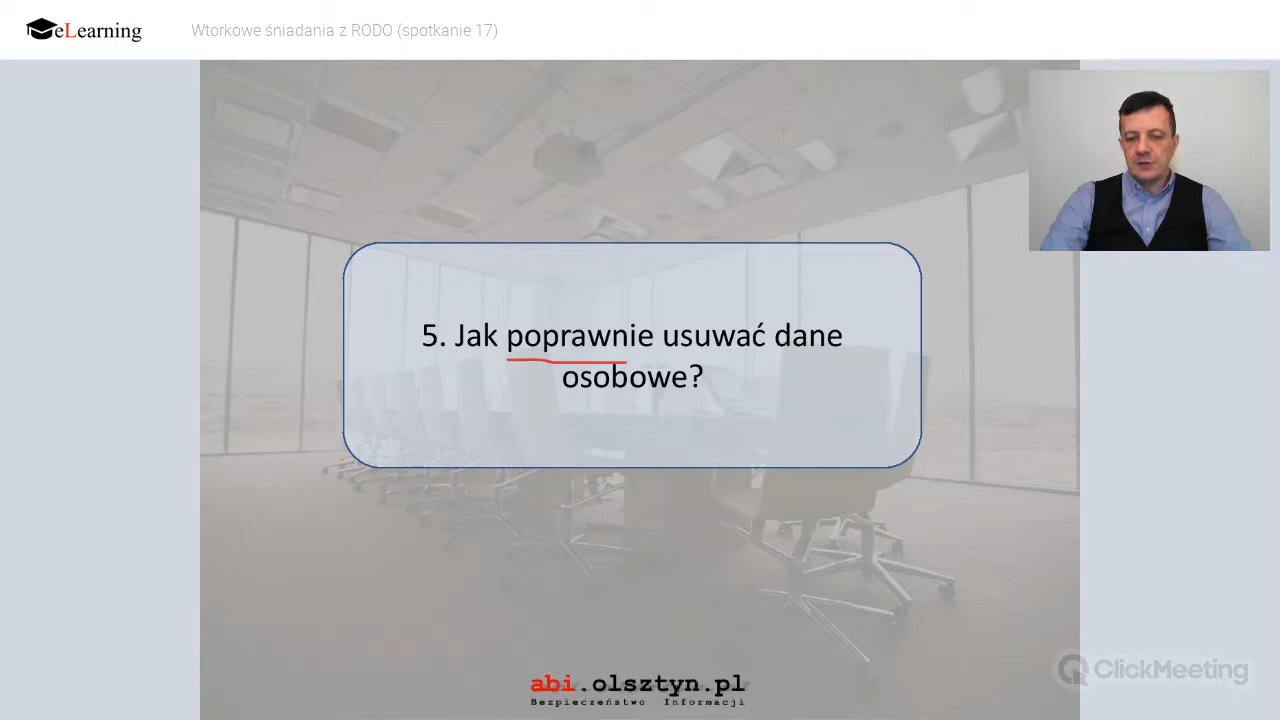 eLearning
Wtorkowe śniadania z RODO (spotkanie 17)
5. Jak poprawnie usuwać dane
osobowe?
abi.olsztyn.pl
Bezpieczeństwo Informacji
ClickMeeting